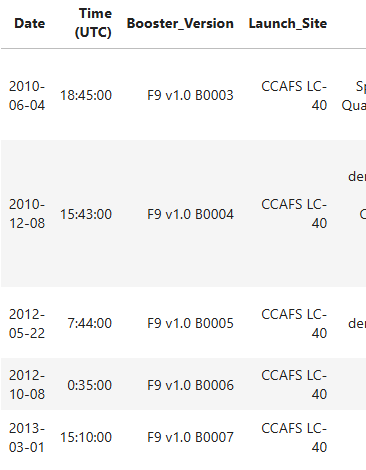 Date Time (UTC) Booster_Version Launch_Site
2010-06-04 18:45:00 F9 v1.0 B0003 CCAFS LC-40
2010-12-08 15:43:00 F9 v1.0 B0004 CCAFS LC-40
2012-05-22 7:44:00 F9 v1.0 B0005 CCAFS LC-40
2012-10-08 0:35:00 F9 v1.0 B0006 CCAFS LC-40
2013-03-01 15:10:00 F9 v1.0 B0007 CCAFS LC-40